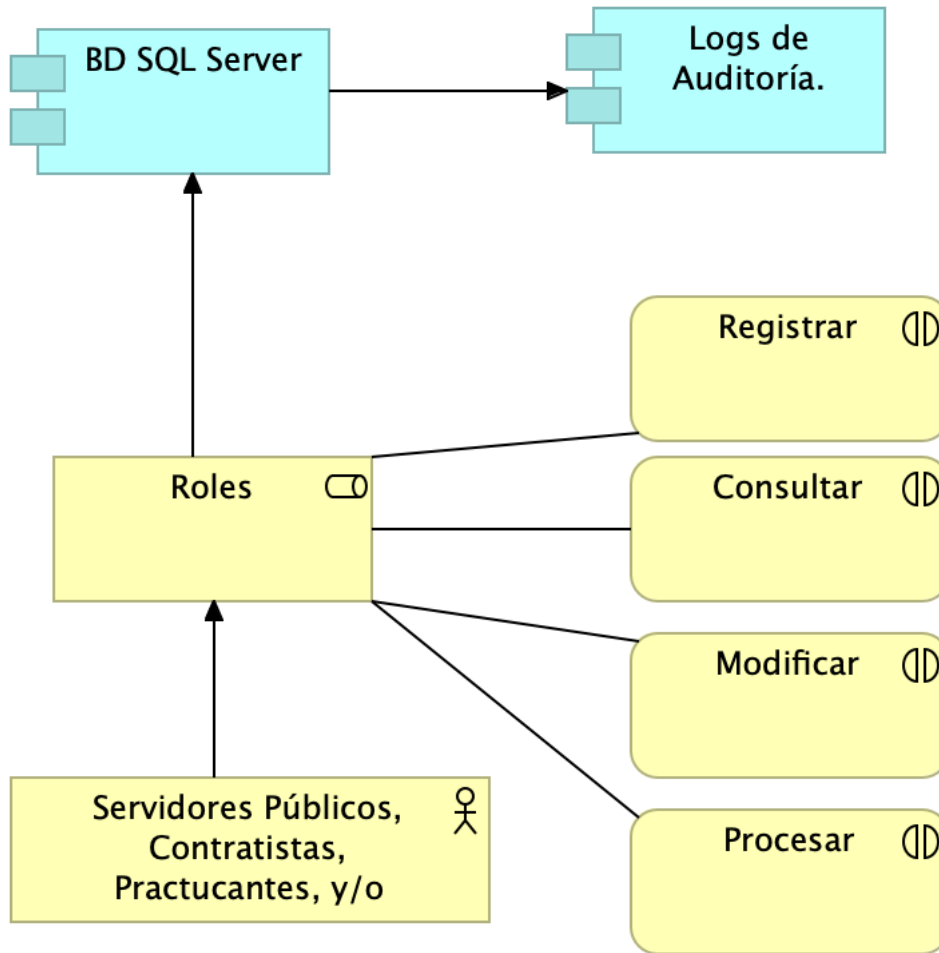 BD SQL Server
Logs de
Auditoría.
Registrar
Roles
Consultar
Modificar
Servidores Públicos,
Contratistas,
Practucantes, y/o
Procesar